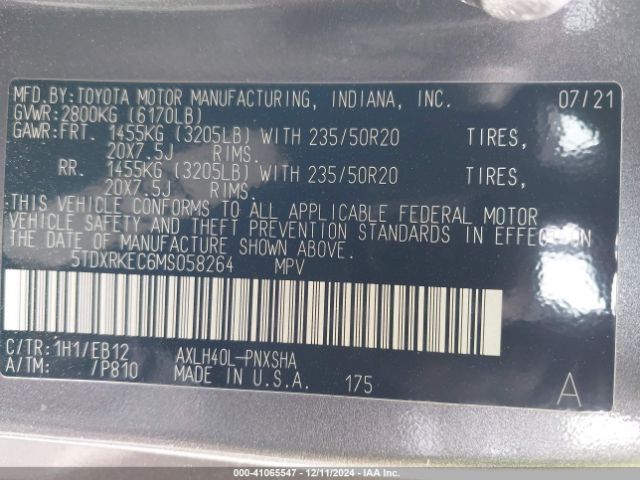 MFD.BY:TOYOTA MOTOR MANUFACTURING, INDIANA, INC. 07/21
GVWR:2800KG (6170LB)
GAWR:FRT. 1455KG (3205LB) WITH 235/50R20 TIRES,
20X7.5J RIMS.
RR. 1455KG (3205LB) WITH 235/50R20 TIRES,
20X7.5J RIMS.
THIS VEHICLE CONFORMS TO ALL APPLICABLE FEDERAL MOTOR
VEHICLE SAFETY AND THEFT PREVENTION STANDARDS IN EFFECT ON
THE DATE OF MANUFACTURE SHOWN ABOVE.
5TDXRKEC6MS058264 MPV
C/TR:1H1/EB12 AXLH40L-PNXSHA
A/TM: /P810 MADE IN U.S.A. 175 A
000-41065547 - 12/11/2024 - IAA Inc.